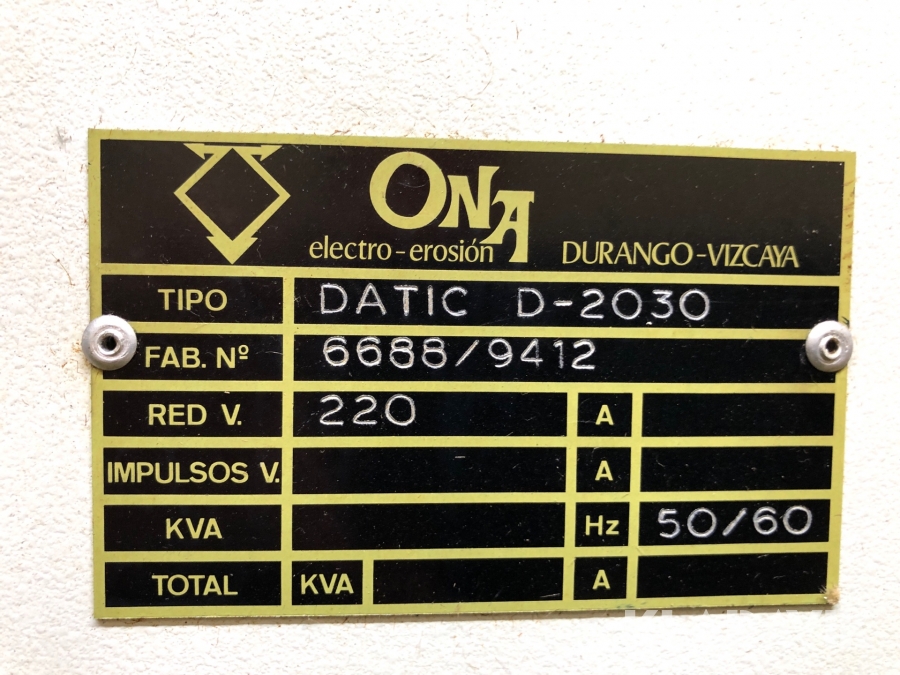 ONA
electro-erosión DURANGO-VIZCAYA
TIPO DATIC D-2030
FAB. Nº 6688/9412
RED V. 220 A
IMPULSOS V. A
KVA Hz 50/60
TOTAL KVA A